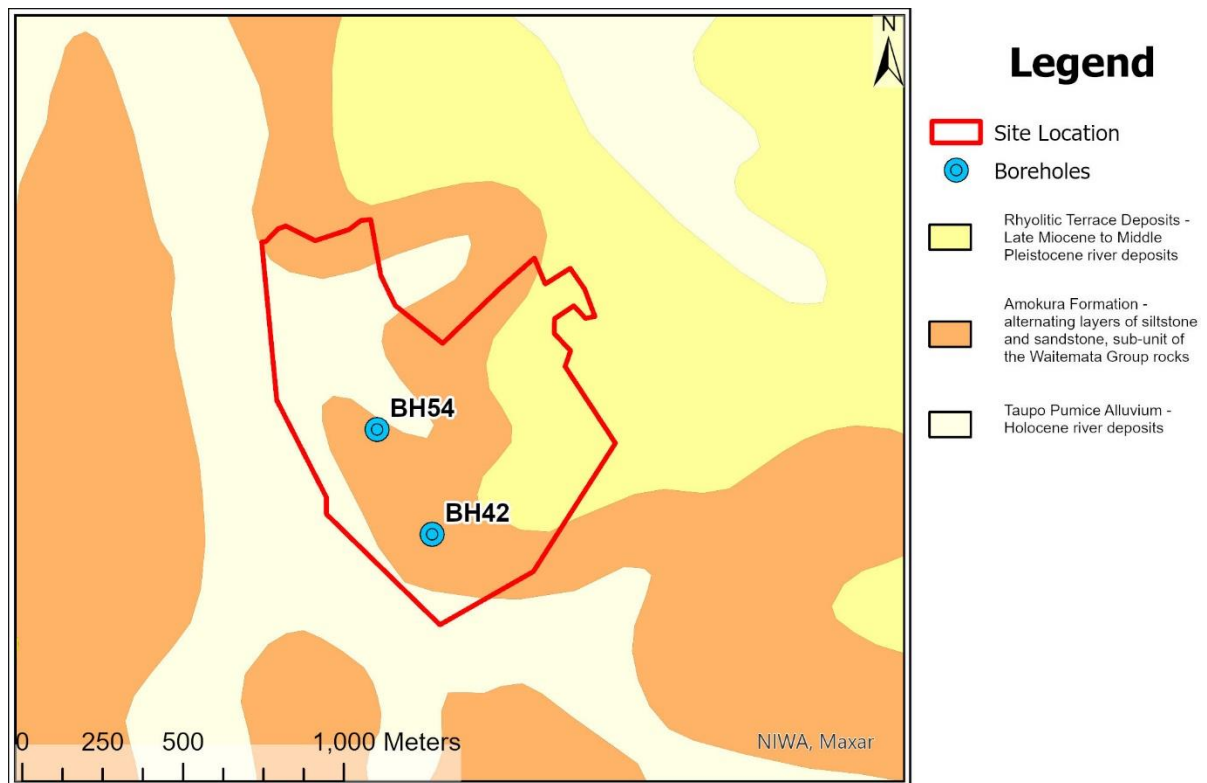 N
BH54
BH42
0 250 500 1,000 Meters
NIWA, Maxar
Legend
Site Location
Boreholes
Rhyolitic Terrace Deposits -
Late Miocene to Middle
Pleistocene river deposits
Amokura Formation -
alternating layers of siltstone
and sandstone, sub-unit of
the Waitemata Group rocks
Taupo Pumice Alluvium -
Holocene river deposits